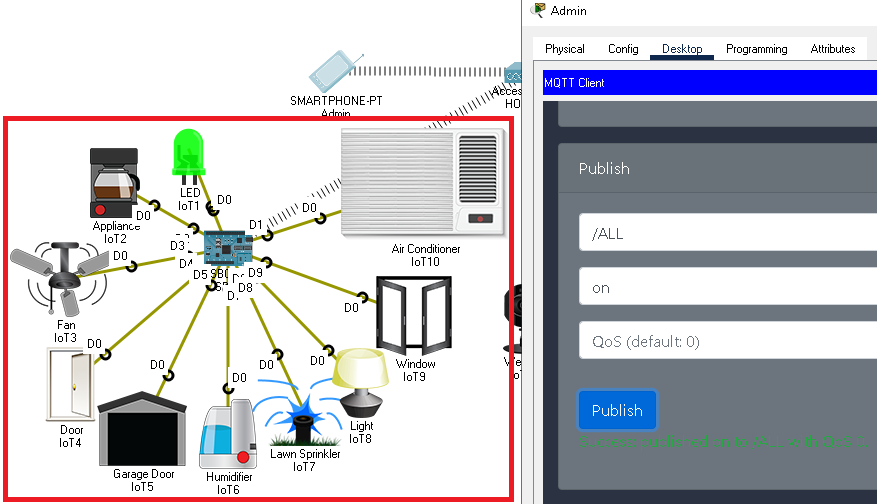 Admin
Physical
Config
Desktop
Programming
Attributes
MQTT Client
Publish
/ALL
on
QoS (default: 0)
Publish
SMARTPHONE-PT
Admin
HO
LED
IoT1
D0
Appliance
IoT2
D0
D1
D0
Air Conditioner
IoT10
D3
D4
D5
D9
D8
D0
Fan
IoT3
D0
Window
IoT9
D0
Door
IoT4
D0
Garage Door
IoT5
D0
Humidifier
IoT6
D0
Lawn Sprinkler
IoT7
D0
Light
IoT8